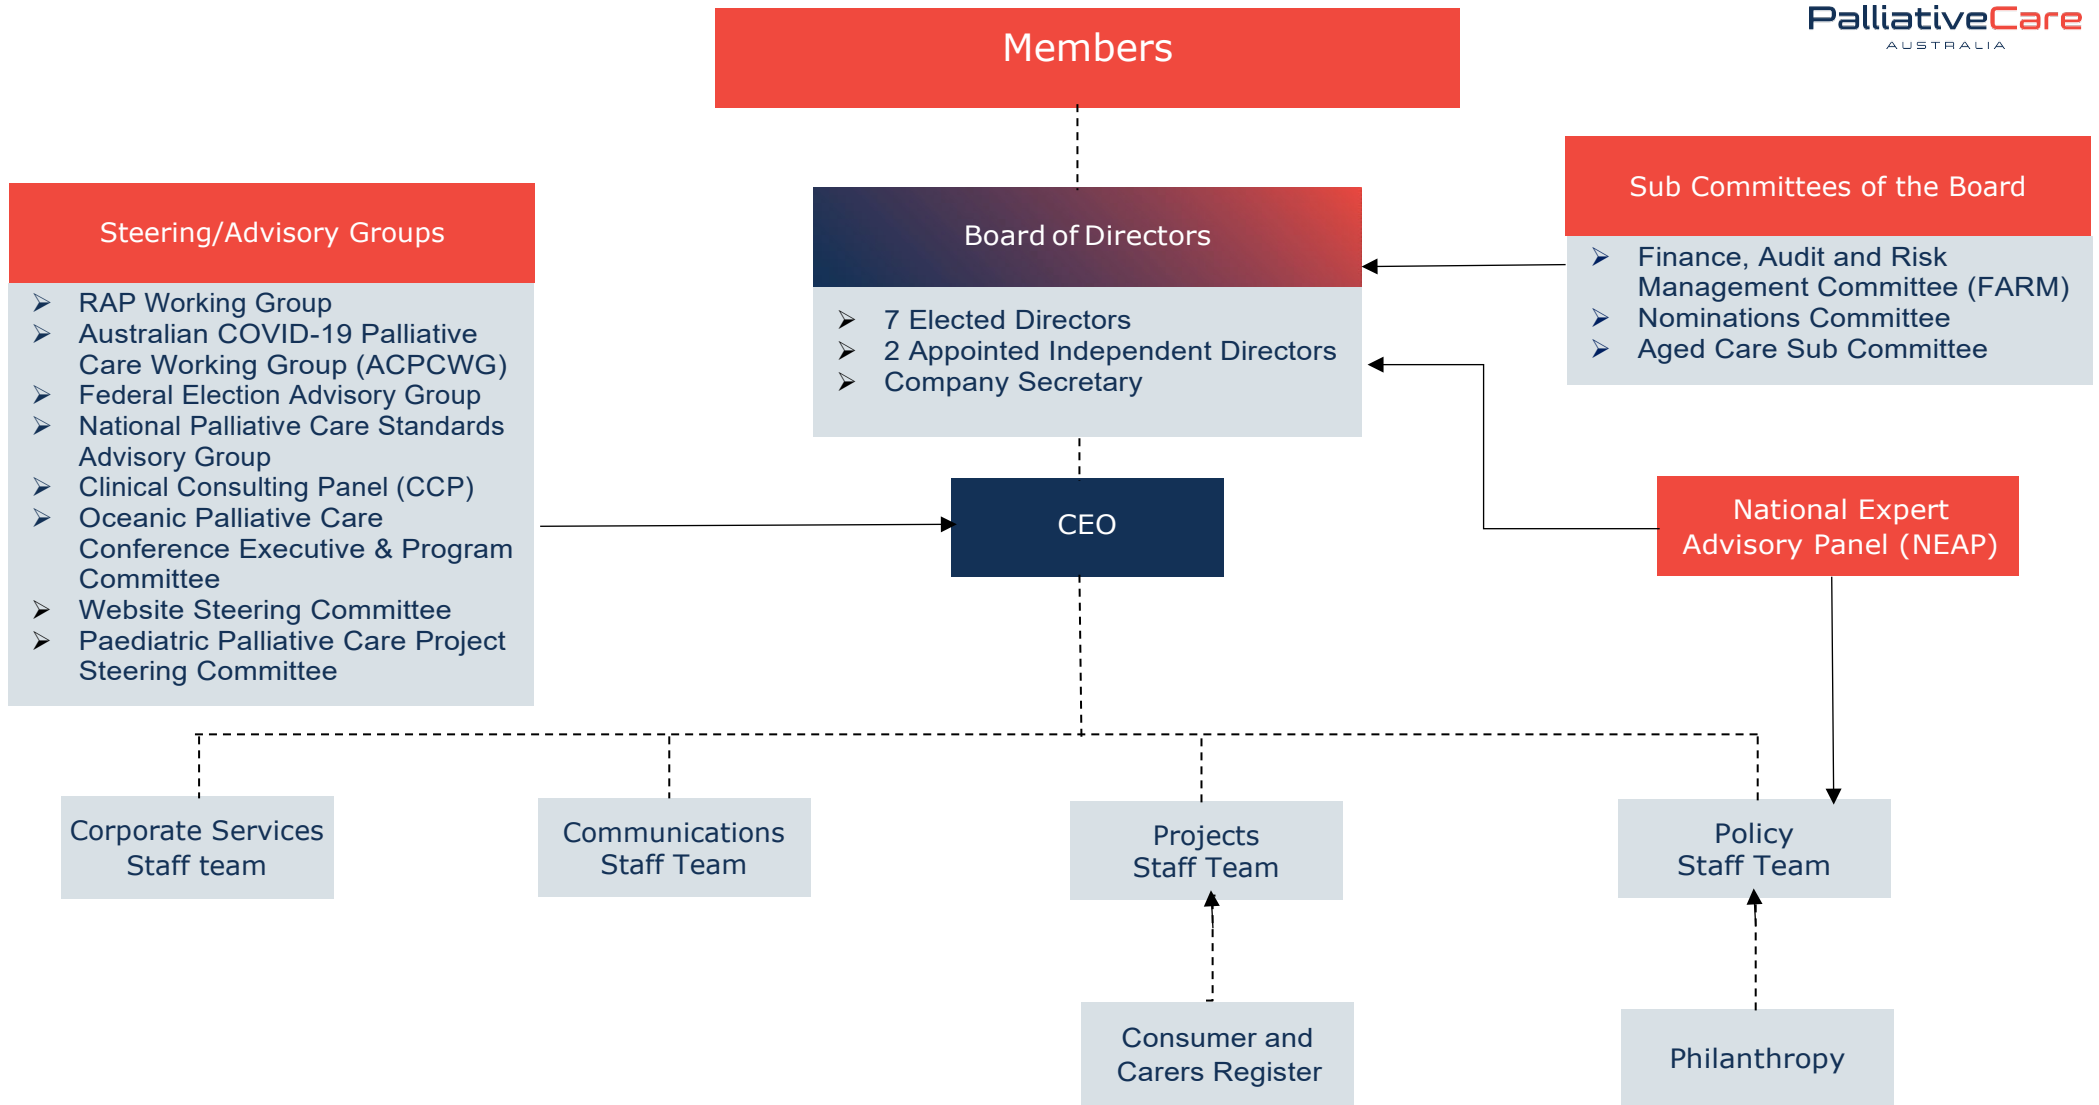 PalliativeCare
AUSTRALIA
Members
Sub Committees of the Board
➢ Finance, Audit and Risk
Management Committee (FARM)
➢ Nominations Committee
➢ Aged Care Sub Committee
Steering/Advisory Groups
➢ RAP Working Group
➢ Australian COVID-19 Palliative
Care Working Group (ACPCWG)
➢ Federal Election Advisory Group
➢ National Palliative Care Standards
Advisory Group
➢ Clinical Consulting Panel (CCP)
➢ Oceanic Palliative Care
Conference Executive & Program
Committee
➢ Website Steering Committee
➢ Paediatric Palliative Care Project
Steering Committee
Board of Directors
➢ 7 Elected Directors
➢ 2 Appointed Independent Directors
➢ Company Secretary
CEO
National Expert
Advisory Panel (NEAP)
Corporate Services
Staff team
Communications
Staff Team
Projects
Staff Team
Policy
Staff Team
Consumer and
Carers Register
Philanthropy